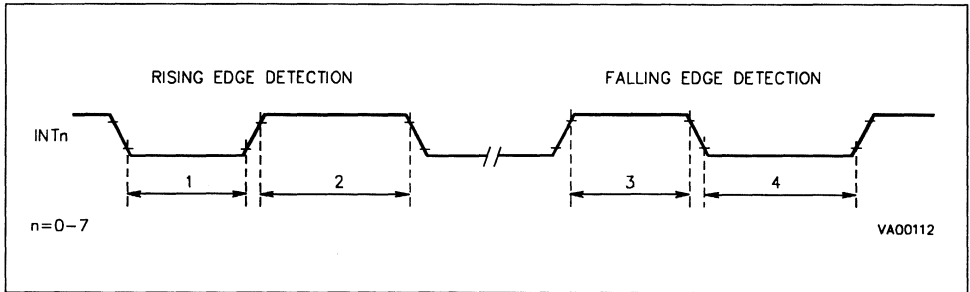 RISING EDGE DETECTION
FALLING EDGE DETECTION
INTn
1
2
3
4
n=0-7
VA00112